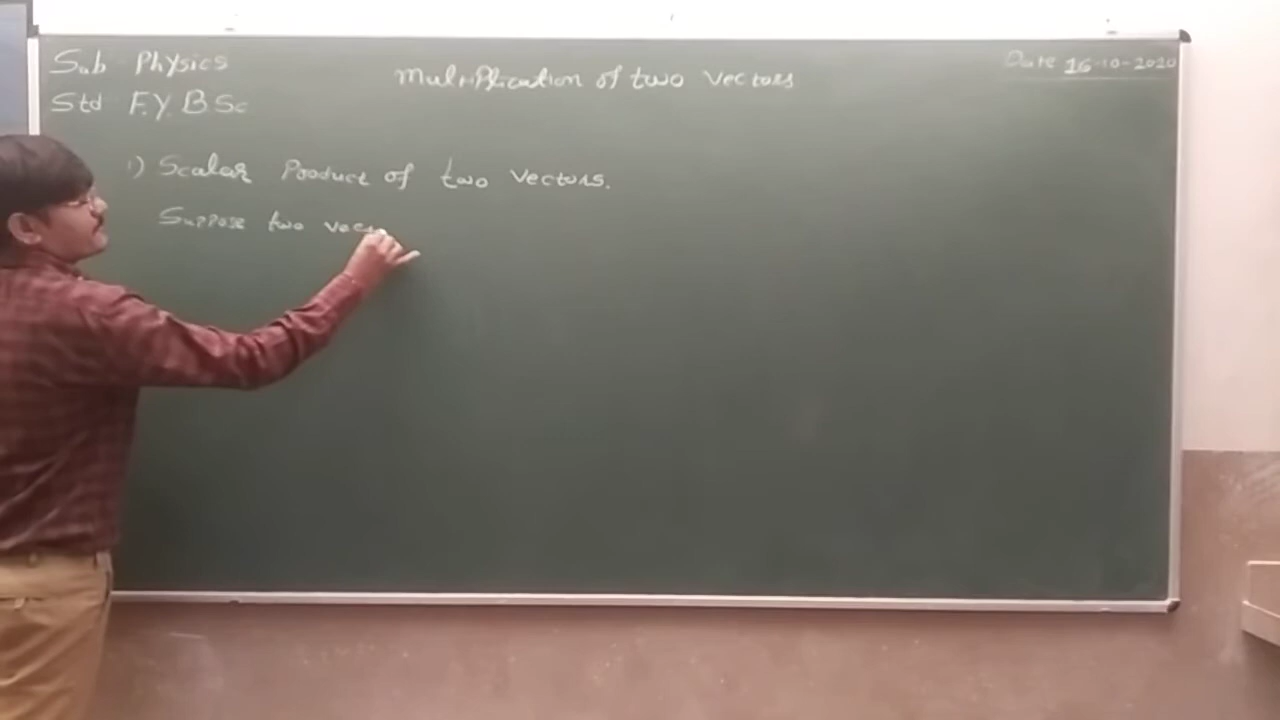 Sub Physics
Std F.Y. B Sc
Multiplication of two vectors
Date 16-10-2020
1) Scalar Product of two vectors.
Suppose two vec